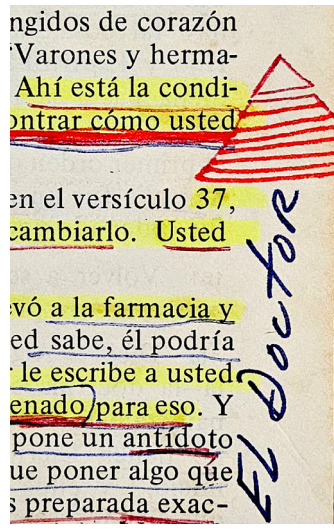 ngidos de corazón
"Varones y herma-
Ahí está la condi-
ontrar cómo usted
en el versículo 37,
cambiarlo. Usted
evó a la farmacia y
ed sabe, él podría
le escribe a usted
enado para eso. Y
pone un antídoto
ue poner algo que
s preparada exac-
EL DoctoR